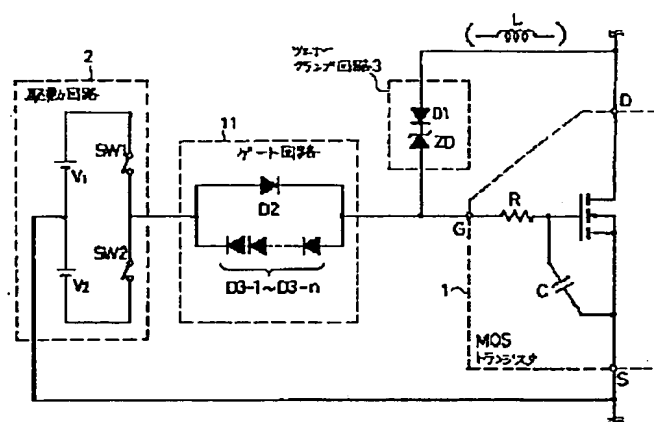 L
2
ツェナー
クランプ回路3
駆動回路
11
ゲート回路
D1
ZD
D
SW1
V1
D2
R
G
SW2
V2
D3-1~D3-n
1
C
MOS
トランジスタ
S